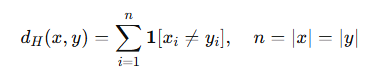 d_H(x, y) = \sum_{i=1}^{n} \mathbf{1}[x_i \neq y_i], \quad n = |x| = |y|